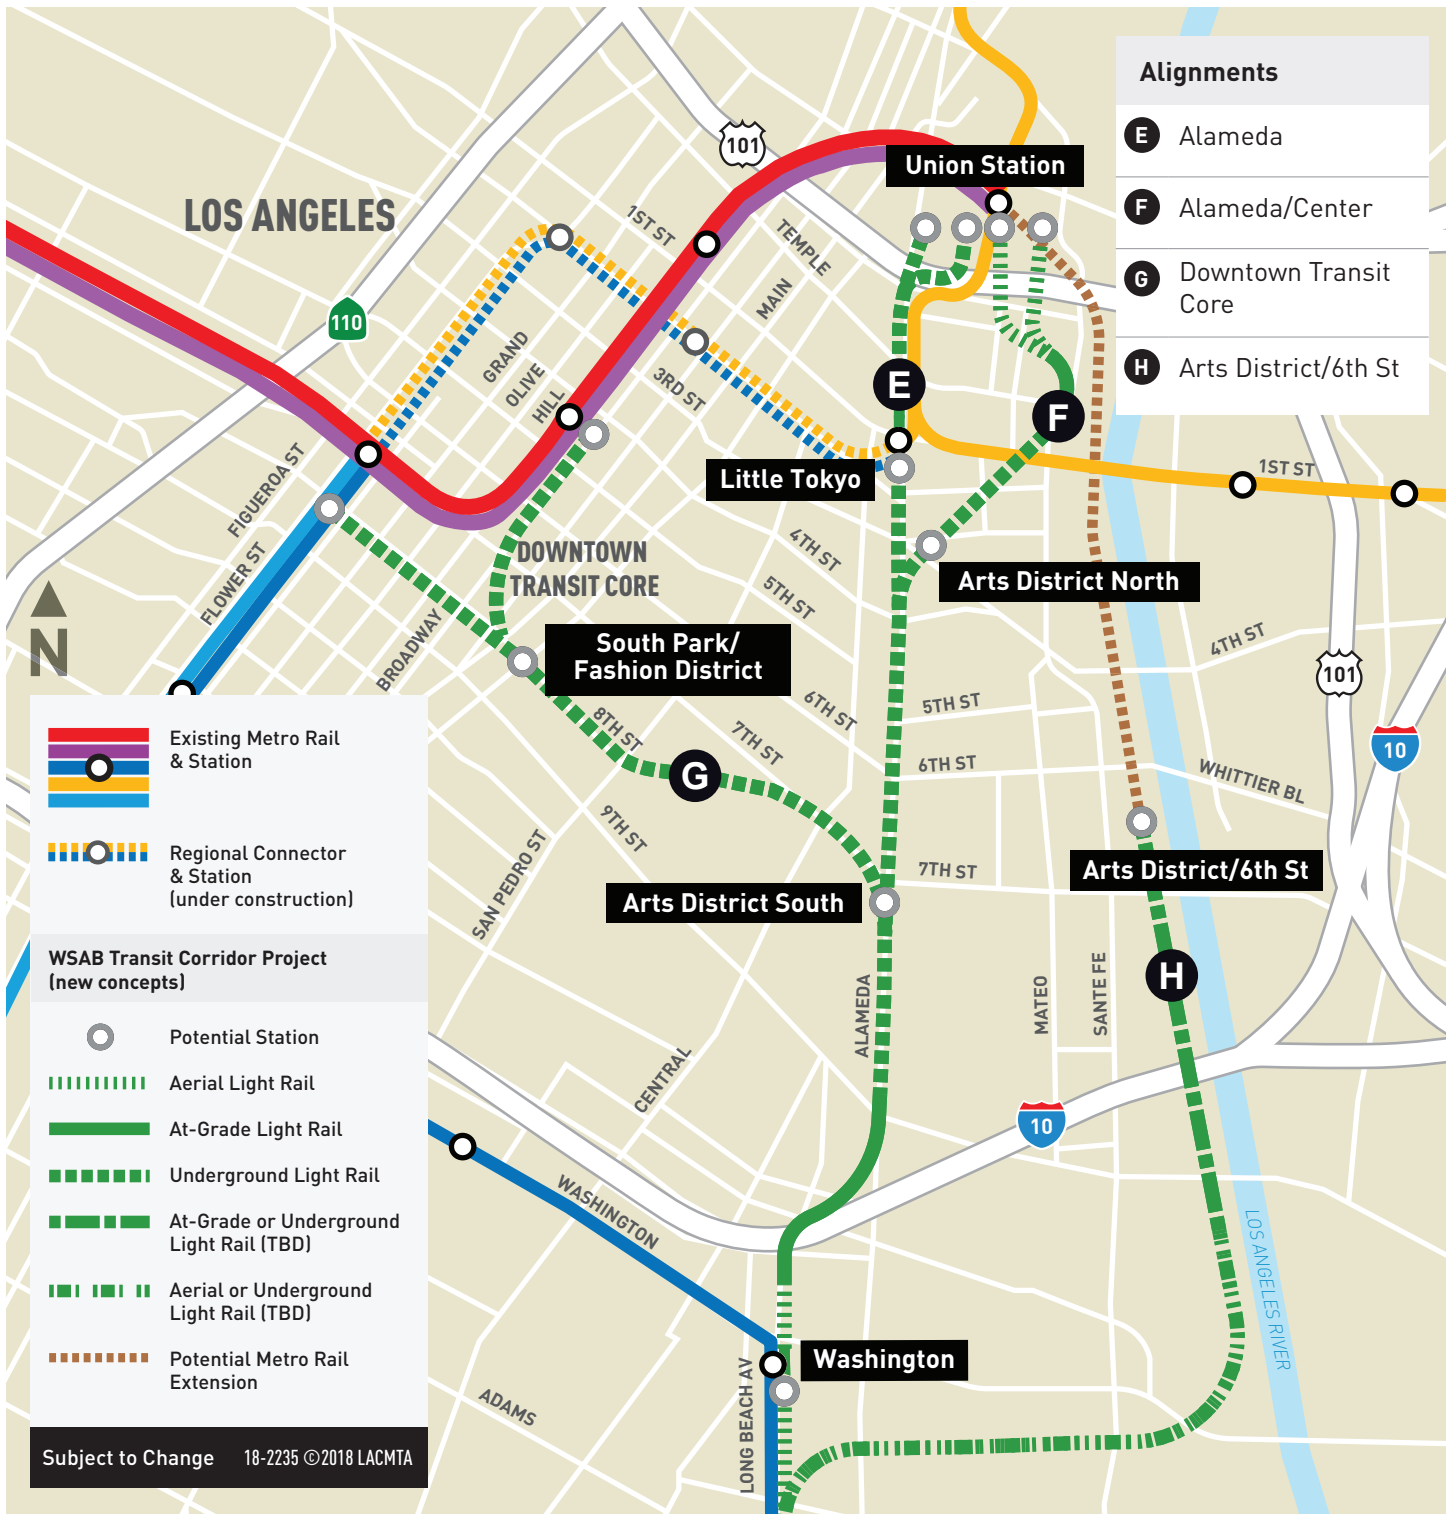 Alignments
E Alameda
F Alameda/Center
G Downtown Transit
Core
H Arts District/6th St
101
Union Station
LOS ANGELES
1ST ST
TEMPLE
MAIN
110
GRAND
OLIVE
HILL
3RD ST
E
F
Little Tokyo
1ST ST
FIGUEROA ST
FLOWER ST
DOWNTOWN
TRANSIT CORE
4TH ST
5TH ST
Arts District North
N
BROADWAY
South Park/
Fashion District
4TH ST
101
6TH ST
5TH ST
8TH ST
7TH ST
G
6TH ST
WHITTIER BL
10
9TH ST
SAN PEDRO ST
7TH ST
Arts District/6th St
Arts District South
H
ALAMEDA
MATEO
SANTE FE
CENTRAL
10
WASHINGTON
LOS ANGELES RIVER
Washington
LONG BEACH AV
ADAMS
Existing Metro Rail
& Station
Regional Connector
& Station
(under construction)
WSAB Transit Corridor Project
(new concepts)
Potential Station
Aerial Light Rail
At-Grade Light Rail
Underground Light Rail
At-Grade or Underground
Light Rail (TBD)
Aerial or Underground
Light Rail (TBD)
Potential Metro Rail
Extension
Subject to Change 18-2235 ©2018 LACMTA